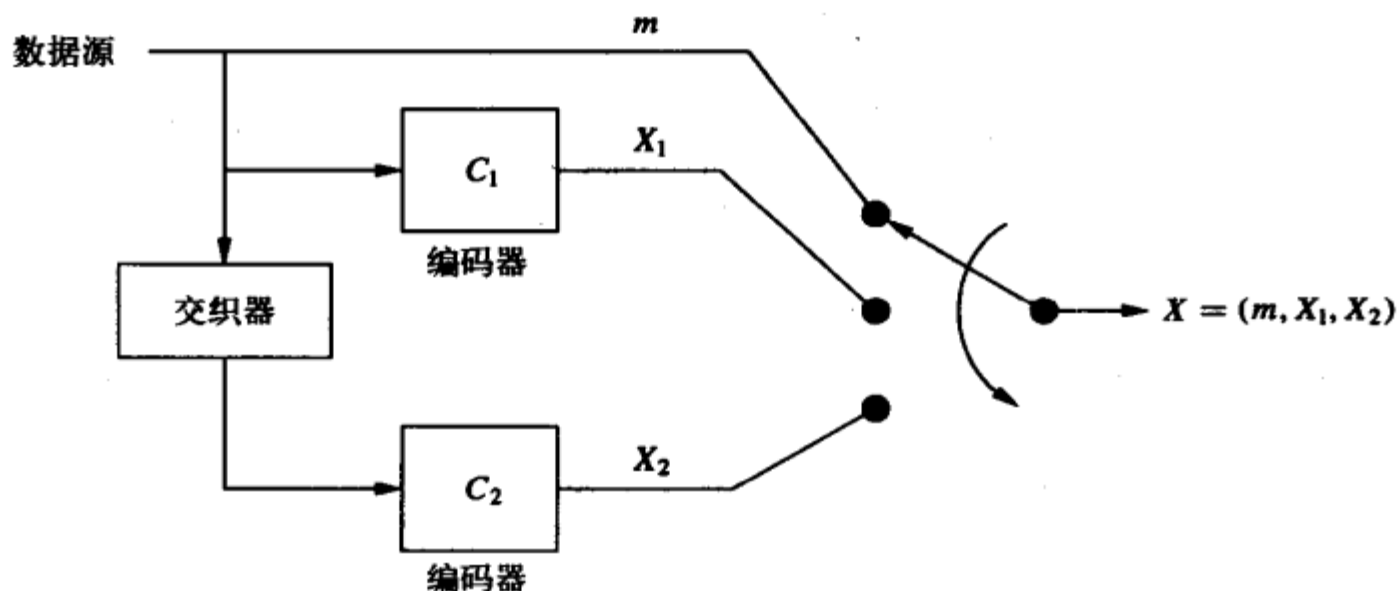 数据源
m
C₁
X₁
编码器
交织器
X = (m, X₁, X₂)
C₂
X₂
编码器